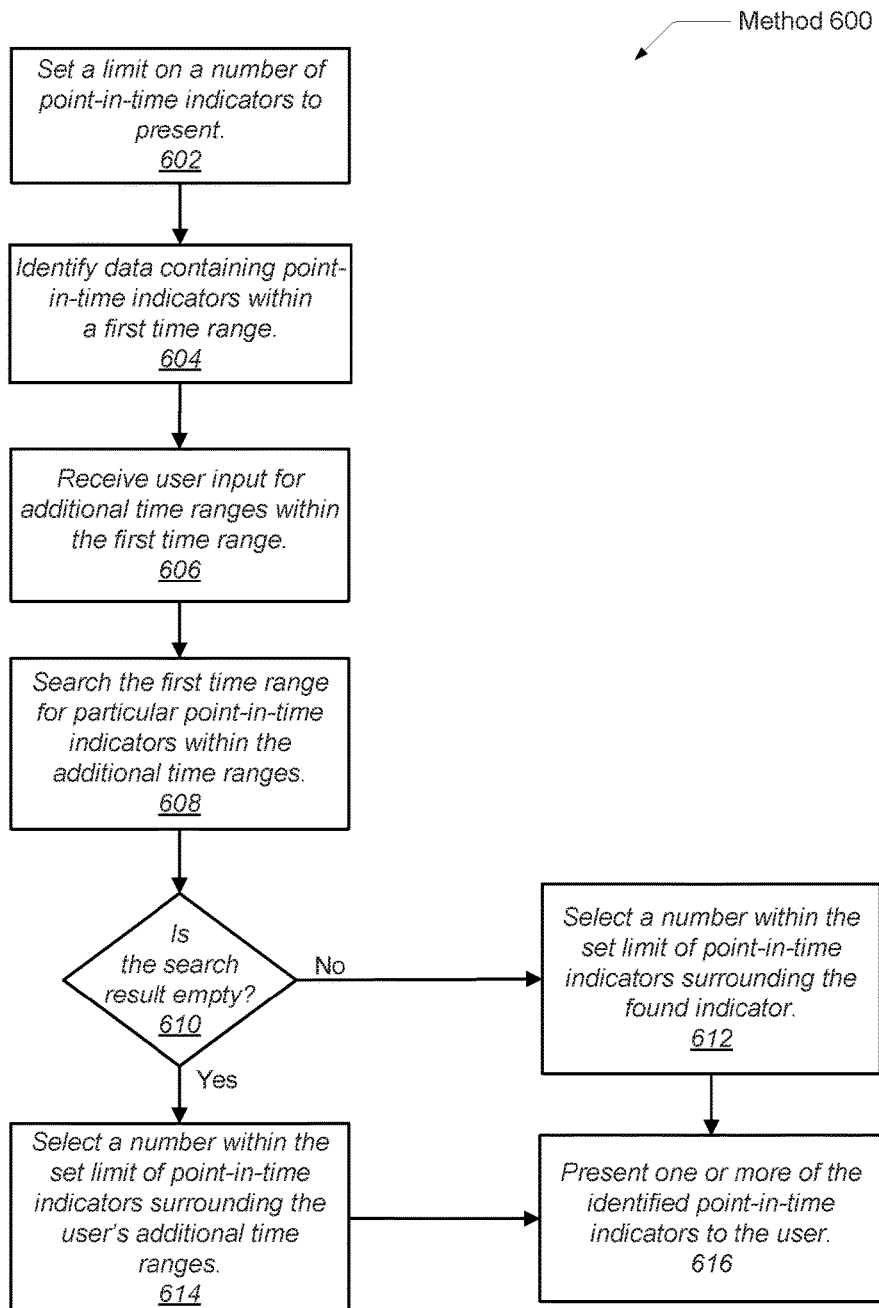 Method 600
Set a limit on a number of
point-in-time indicators to
present.
602
Identify data containing point-
in-time indicators within
a first time range.
604
Receive user input for
additional time ranges within
the first time range.
606
Search the first time range
for particular point-in-time
indicators within the
additional time ranges.
608
Is
the search
result empty?
610
No
Yes
Select a number within the
set limit of point-in-time
indicators surrounding the
found indicator.
612
Select a number within the
set limit of point-in-time
indicators surrounding the
user's additional time
ranges.
614
Present one or more of the
identified point-in-time
indicators to the user.
616